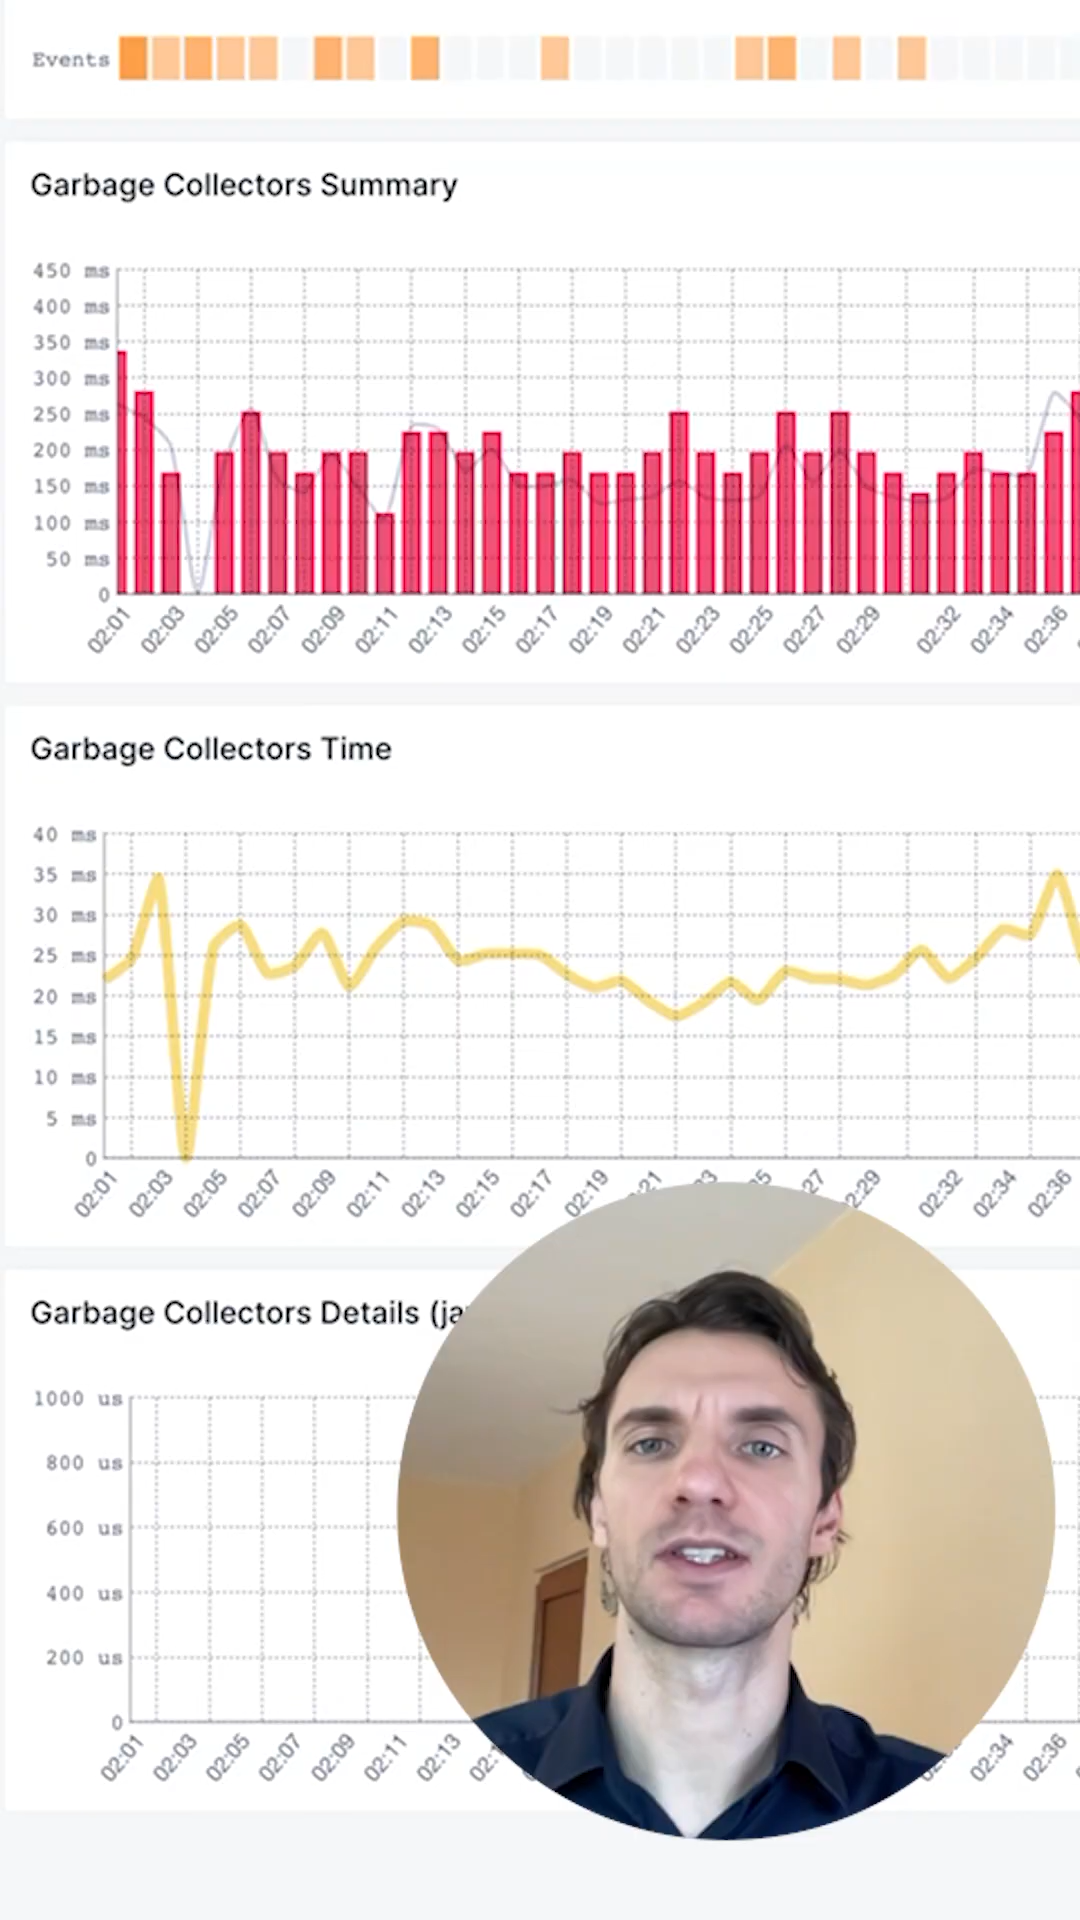 Events
Garbage Collectors Summary
450 ms
400 ms
350 ms
300 ms
250 ms
200 ms
150 ms
100 ms
50 ms
0
02:01 02:03 02:05 02:07 02:09 02:11 02:13 02:15 02:17 02:19 02:21 02:23 02:25 02:27 02:29 02:32 02:34 02:36
Garbage Collectors Time
40 ms
35 ms
30 ms
25 ms
20 ms
15 ms
10 ms
5 ms
0
02:01 02:03 02:05 02:07 02:09 02:11 02:13 02:15 02:17 02:19 :21 23 25 27 2:29 02:32 02:34 02:36
Garbage Collectors Details (ja
1000 us
800 us
600 us
400 us
200 us
0
02:01 02:03 02:05 02:07 02:09 02:11 02:13 02:34 02:36